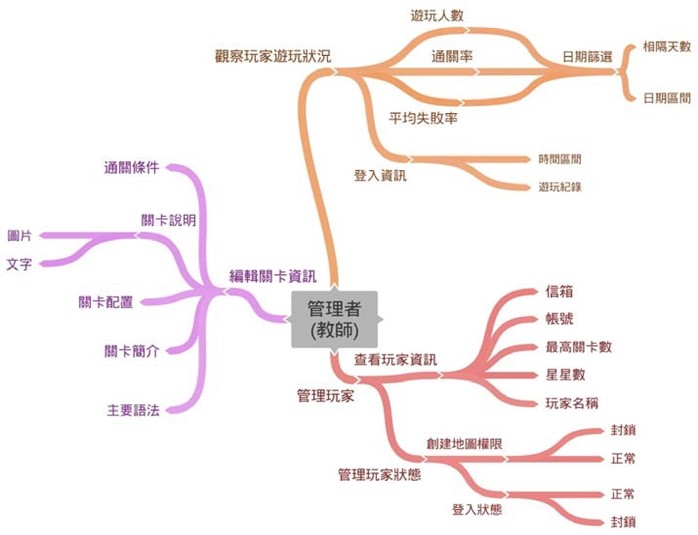 管理者
(教師)
觀察玩家遊玩狀況
遊玩人數
通關率
平均失敗率
日期篩選
相隔天數
日期區間
登入資訊
時間區間
遊玩紀錄
編輯關卡資訊
通關條件
關卡說明
圖片
文字
關卡配置
關卡簡介
主要語法
管理玩家
查看玩家資訊
信箱
帳號
最高關卡數
星星數
玩家名稱
管理玩家狀態
創建地圖權限
封鎖
正常
登入狀態
正常
封鎖